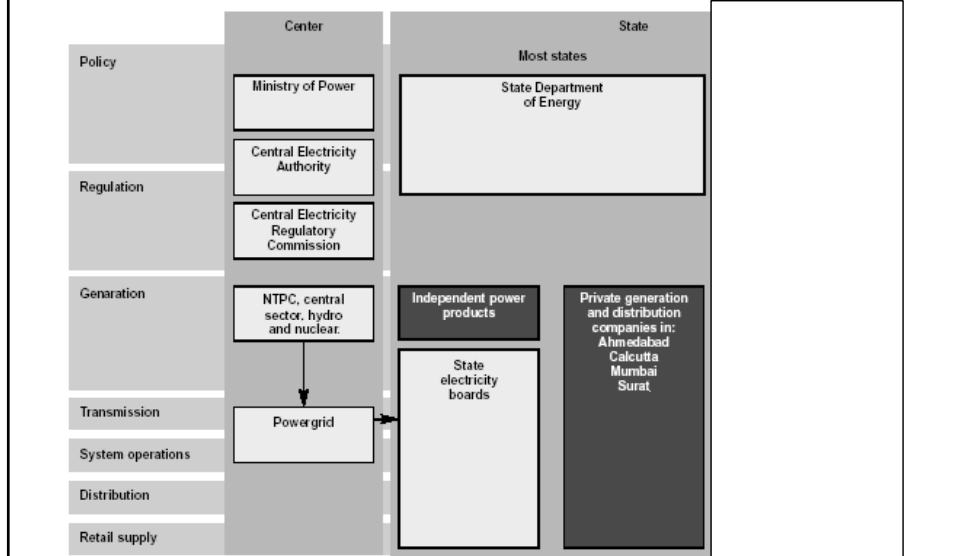 Center
State
Most states
Policy
Ministry of Power
State Department
of Energy
Central Electricity
Authority
Regulation
Central Electricity
Regulatory
Commission
Genaration
NTPC, central
sector, hydro
and nuclear.
Independent power
products
Private generation
and distribution
companies in:
Ahmedabad
Calcutta
Mumbai
Surat
State
electricity
boards
Transmission
Powergrid
System operations
Distribution
Retail supply